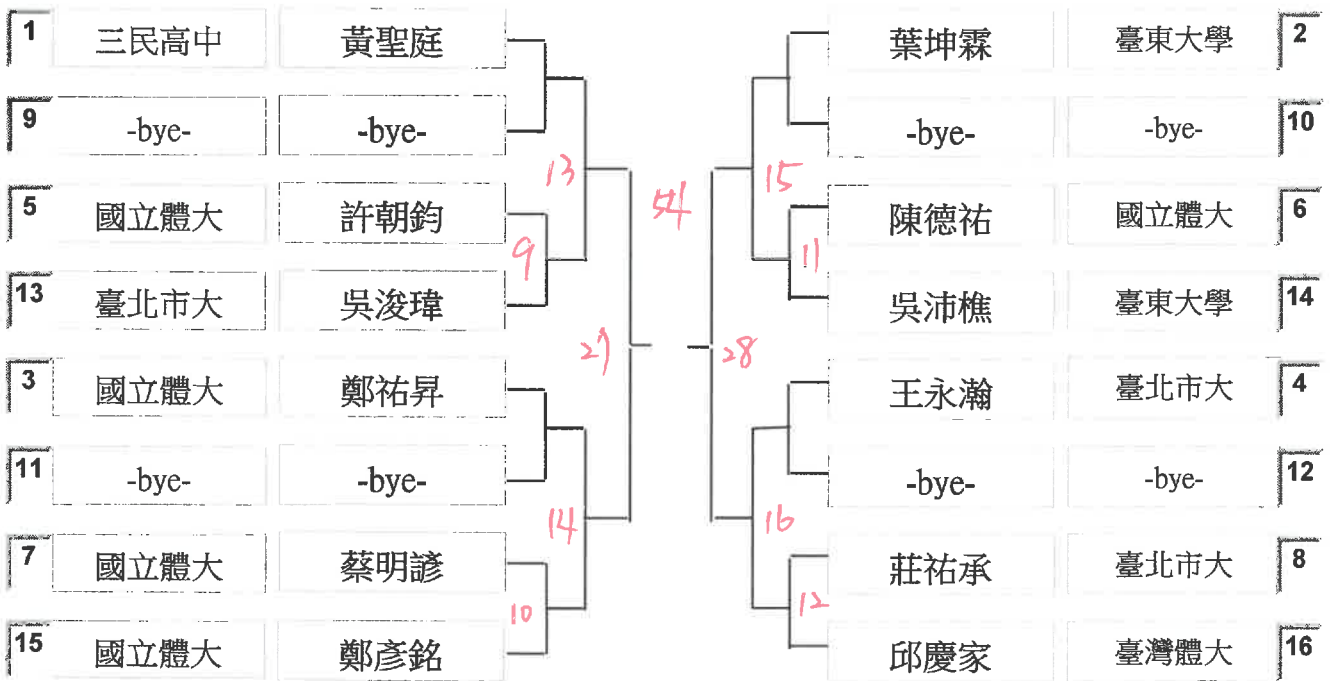 1 三民高中 黃聖庭 葉坤霖 臺東大學 2
9 -bye- -bye- -bye- -bye- 10
13 15
5 國立體大 許朝鈞 54 陳德祐 國立體大 6
9 11
13 臺北市大 吳浚瑋 吳沛樵 臺東大學 14
27 28
3 國立體大 鄭祐昇 王永瀚 臺北市大 4
11 -bye- -bye- -bye- -bye- 12
14 16
7 國立體大 蔡明諺 莊祐承 臺北市大 8
10 12
15 國立體大 鄭彥銘 邱慶家 臺灣體大 16